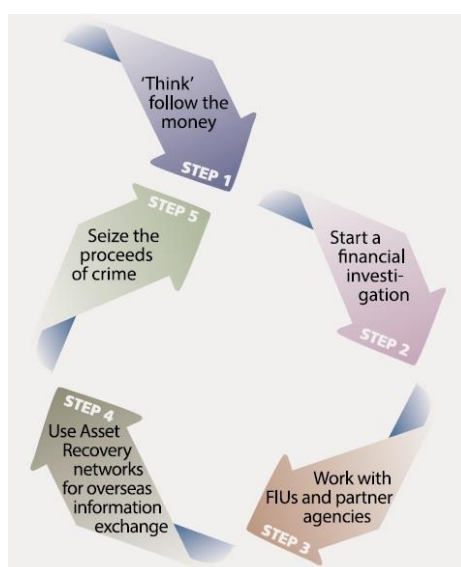 'Think'
follow the
money
STEP 1
Start a
financial
investi-
gation
STEP 2
Work with
FIUs and partner
agencies
STEP 3
STEP 4
Use Asset
Recovery
networks
for overseas
information
exchange
STEP 5
Seize the
proceeds
of crime